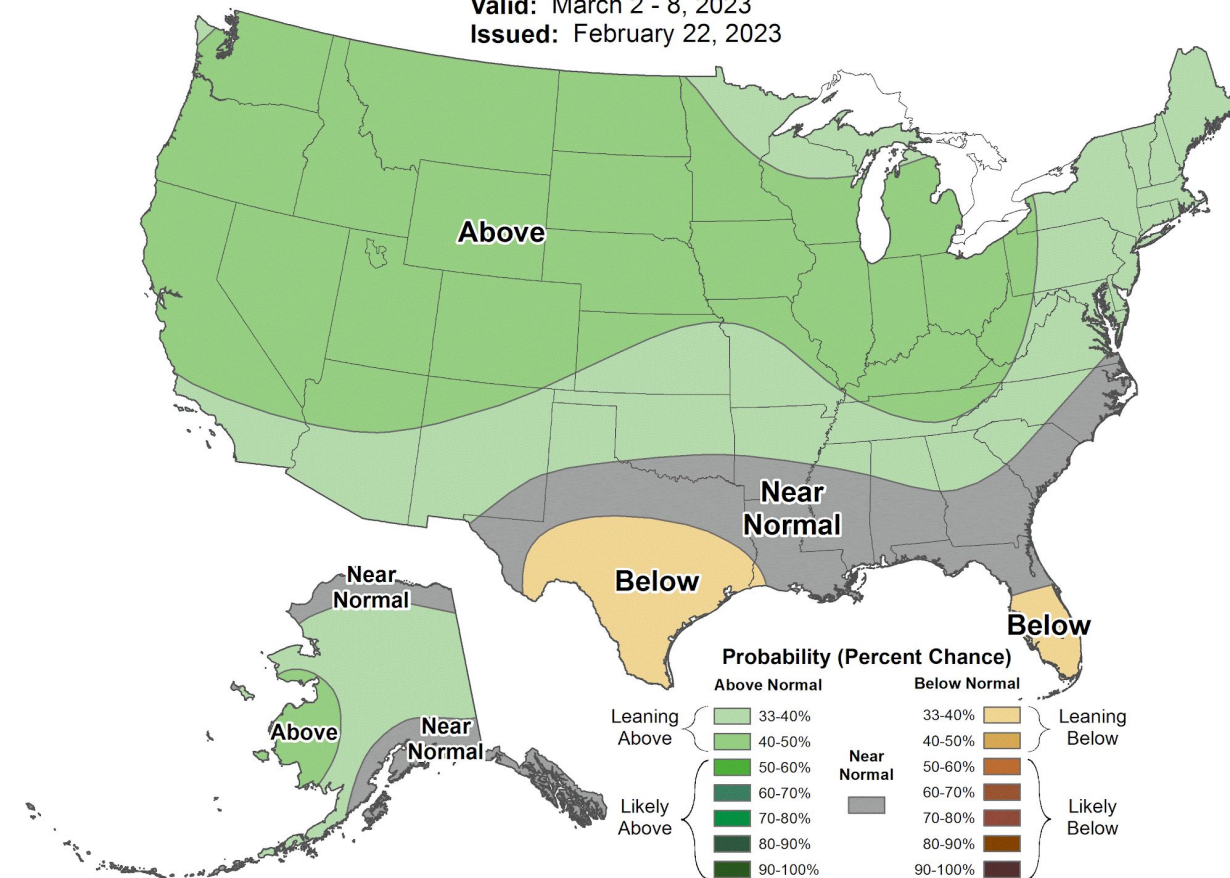 Valid: March 2 - 8, 2023
Issued: February 22, 2023
Above
Near
Normal
Below
Below
Near
Normal
Above
Near
Normal
Probability (Percent Chance)
Above Normal
Below Normal
Leaning
Above
33-40%
40-50%
Likely
Above
50-60%
60-70%
70-80%
80-90%
90-100%
Near
Normal
33-40%
40-50%
Leaning
Below
50-60%
60-70%
70-80%
80-90%
90-100%
Likely
Below